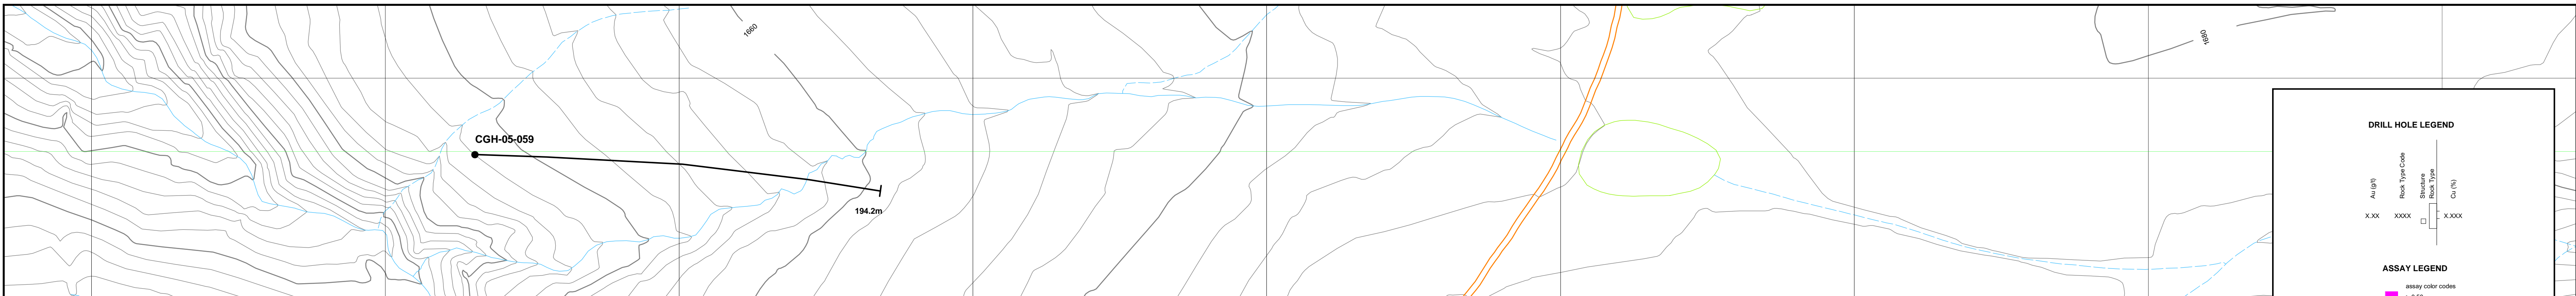 1660
1680
CGH-05-059
194.2m
DRILL HOLE LEGEND
Au (g/t)
Rock Type Code
Structure
Rock Type
Cu (%)
X.XX
XXXX
X.XXX
ASSAY LEGEND
assay color codes